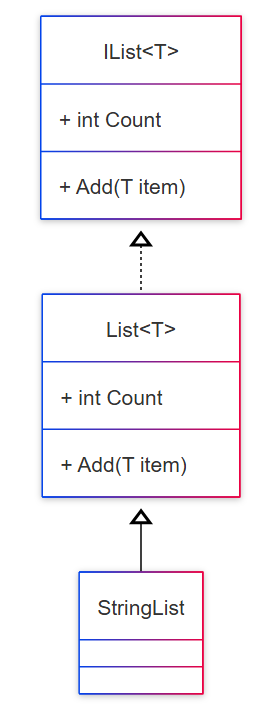 IList<T>
+ int Count
+ Add(T item)
List<T>
+ int Count
+ Add(T item)
StringList